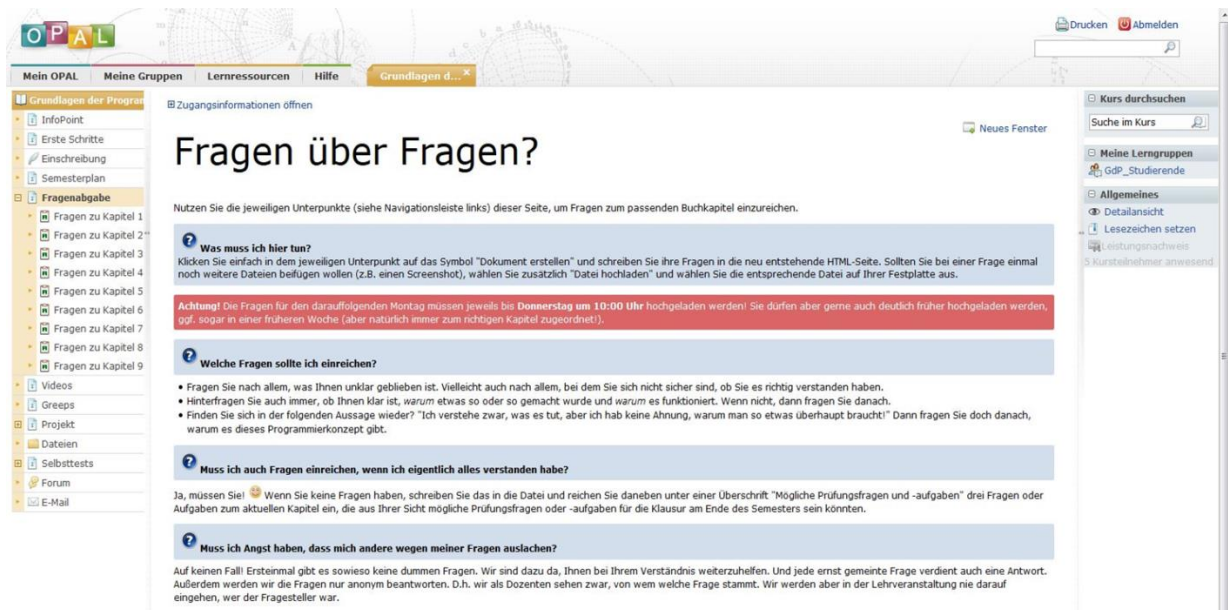 OPAL
Drucken Abmelden
Mein OPAL Meine Gruppen Lernressourcen Hilfe Grundlagen d...
Grundlagen der Program
InfoPoint
Erste Schritte
Einschreibung
Semesterplan
Fragenabgabe
Fragen zu Kapitel 1
Fragen zu Kapitel 2
Fragen zu Kapitel 3
Fragen zu Kapitel 4
Fragen zu Kapitel 5
Fragen zu Kapitel 6
Fragen zu Kapitel 7
Fragen zu Kapitel 8
Fragen zu Kapitel 9
Videos
Greeps
Projekt
Dateien
Selbsttests
Forum
E-Mail
Zugangsinformationen öffnen
Neues Fenster
Fragen über Fragen?
Nutzen Sie die jeweiligen Unterpunkte (siehe Navigationsleiste links) dieser Seite, um Fragen zum passenden Buchkapitel einzureichen.
Was muss ich hier tun?
Klicken Sie einfach in dem jeweiligen Unterpunkt auf das Symbol "Dokument erstellen" und schreiben Sie ihre Fragen in die neu entstehende HTML-Seite. Sollten Sie bei einer Frage einmal
noch weitere Dateien beifügen wollen (z.B. einen Screenshot), wählen Sie zusätzlich "Datei hochladen" und wählen Sie die entsprechende Datei auf Ihrer Festplatte aus.
Achtung! Die Fragen für den darauffolgenden Montag müssen jeweils bis Donnerstag um 10:00 Uhr hochgeladen werden! Sie dürfen aber gerne auch deutlich früher hochgeladen werden,
ggf. sogar in einer früheren Woche (aber natürlich immer zum richtigen Kapitel zugeordnet!).
Welche Fragen sollte ich einreichen?
• Fragen Sie nach allem, was Ihnen unklar geblieben ist. Vielleicht auch nach allem, bei dem Sie sich nicht sicher sind, ob Sie es richtig verstanden haben.
• Hinterfragen Sie auch immer, ob Ihnen klar ist, warum etwas so oder so gemacht wurde und warum es funktioniert. Wenn nicht, dann fragen Sie danach.
• Finden Sie sich in der folgenden Aussage wieder? "Ich verstehe zwar, was es tut, aber ich hab keine Ahnung, warum man so etwas überhaupt braucht!" Dann fragen Sie doch danach,
warum es dieses Programmierkonzept gibt.
Muss ich auch Fragen einreichen, wenn ich eigentlich alles verstanden habe?
Ja, müssen Sie! Wenn Sie keine Fragen haben, schreiben Sie das in die Datei und reichen Sie daneben unter einer Überschrift "Mögliche Prüfungsfragen und -aufgaben" drei Fragen oder
Aufgaben zum aktuellen Kapitel ein, die aus Ihrer Sicht mögliche Prüfungsfragen oder -aufgaben für die Klausur am Ende des Semesters sein könnten.
Muss ich Angst haben, dass mich andere wegen meiner Fragen auslachen?
Auf keinen Fall! Ersteinmal gibt es sowieso keine dummen Fragen. Wir sind dazu da, Ihnen bei Ihrem Verständnis weiterzuhelfen. Und jede ernst gemeinte Frage verdient auch eine Antwort.
Außerdem werden wir die Fragen nur anonym beantworten. D.h. wir als Dozenten sehen zwar, von wem welche Frage stammt. Wir werden aber in der Lehrveranstaltung nie darauf
eingehen, wer der Fragesteller war.
Kurs durchsuchen
Suche im Kurs
Meine Lerngruppen
GdP_Studierende
Allgemeines
Detailansicht
Lesezeichen setzen
Leistungsnachweis
5 Kursteilnehmer anwesend